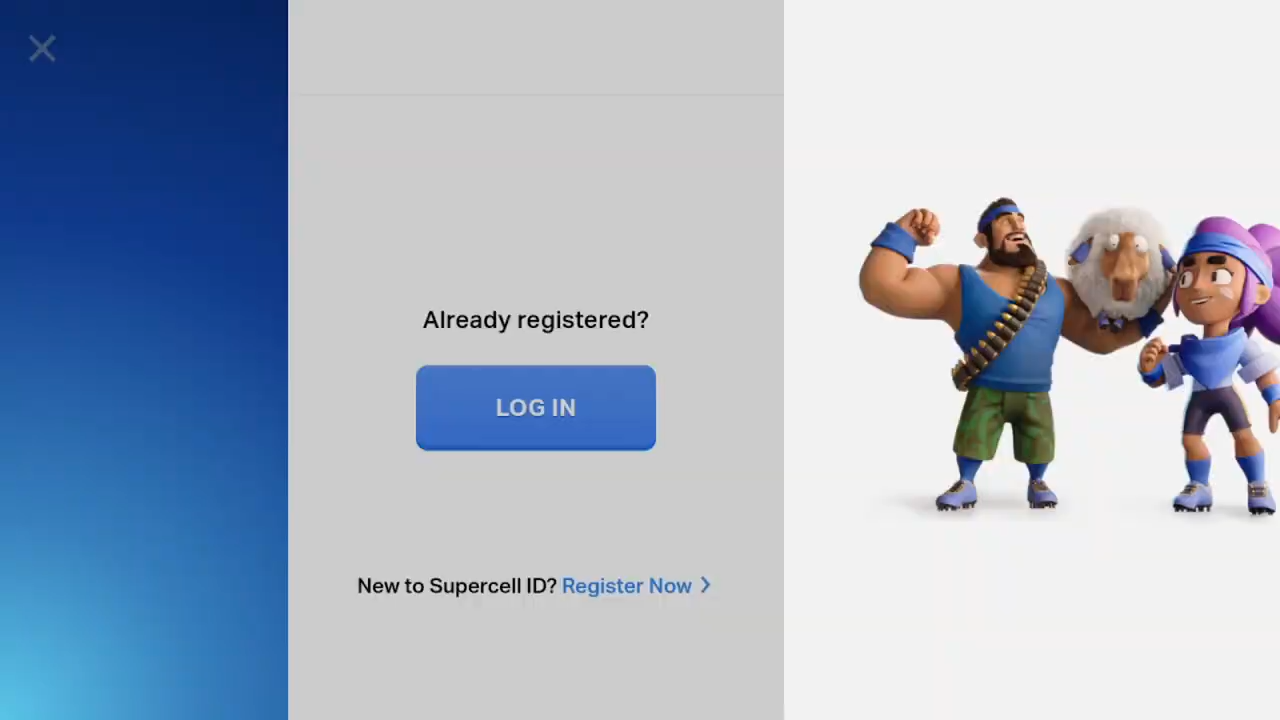 Already registered?
LOG IN
New to Supercell ID? Register Now >